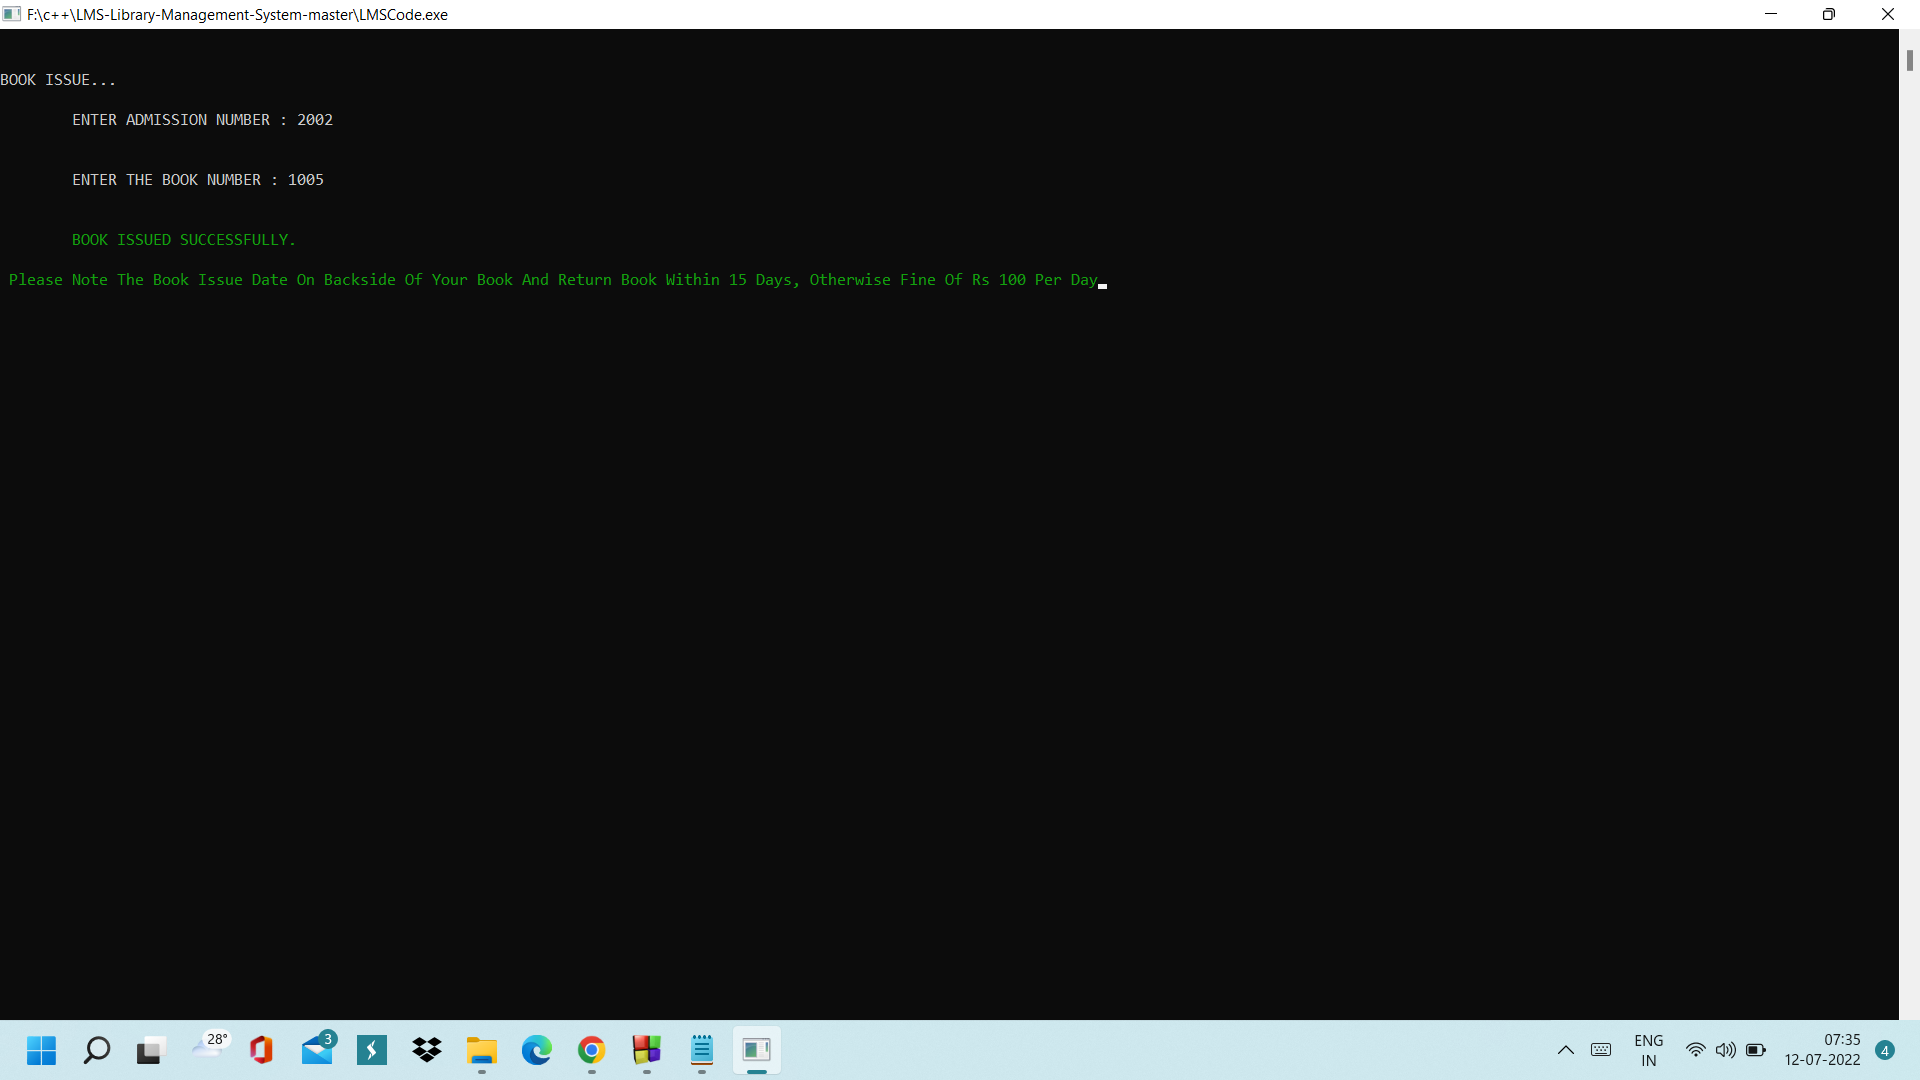 F:\c++\LMS-Library-Management-System-master\LMSCode.exe
BOOK ISSUE...
ENTER ADMISSION NUMBER : 2002
ENTER THE BOOK NUMBER : 1005
BOOK ISSUED SUCCESSFULLY.
Please Note The Book Issue Date On Backside Of Your Book And Return Book Within 15 Days, Otherwise Fine Of Rs 100 Per Day
28°
3
ENG
IN
07:35
12-07-2022
4